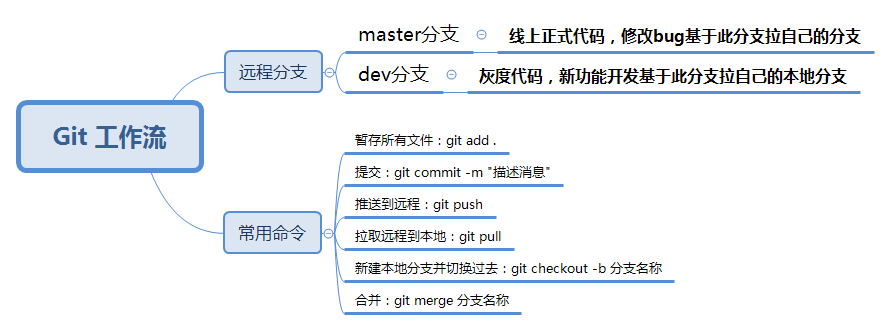 Git 工作流
远程分支
master分支
线上正式代码，修改bug基于此分支拉自己的分支
dev分支
灰度代码，新功能开发基于此分支拉自己的本地分支
常用命令
暂存所有文件：git add .
提交：git commit -m "描述消息"
推送到远程：git push
拉取远程到本地：git pull
新建本地分支并切换过去：git checkout -b 分支名称
合并：git merge 分支名称